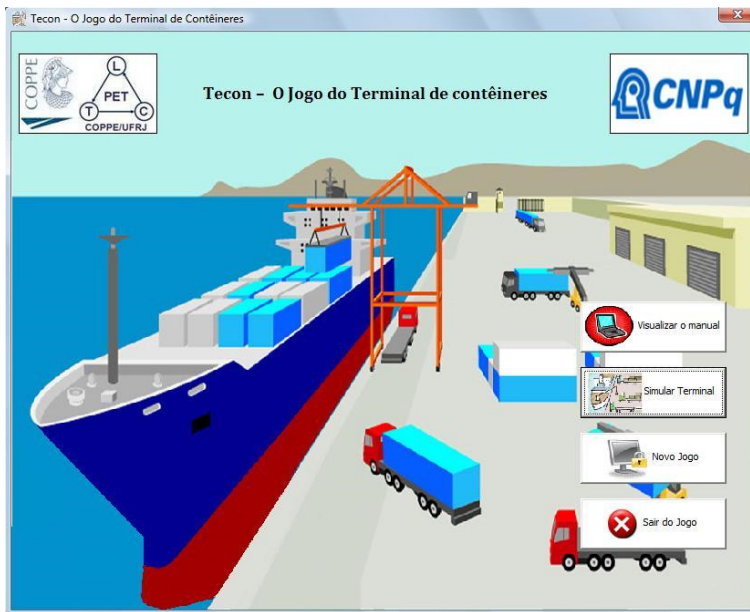 Tecon - O Jogo do Terminal de Contêineres
COPPE
L
PET
T
C
COPPE/UFRJ
Tecon – O Jogo do Terminal de contêineres
CNPq
Visualizar o manual
Simular Terminal
Novo Jogo
Sair do Jogo